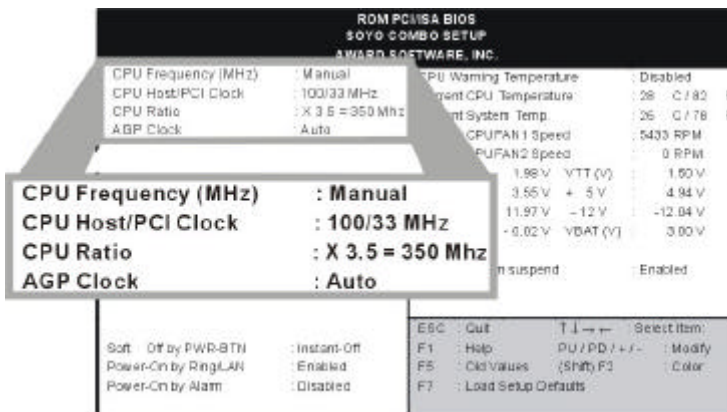 ROM PCI/ISA BIOS
SOYO COMBO SETUP
AWARD SOFTWARE, INC.
CPU Frequency (MHz) : Manual
CPU Host/PCI Clock : 100/33 MHz
CPU Ratio : X 3.5 = 350 Mhz
AGP Clock : Auto
CPU Frequency (MHz) : Manual
CPU Host/PCI Clock : 100/33 MHz
CPU Ratio : X 3.5 = 350 Mhz
AGP Clock : Auto
Soft Off by PWR-BTN : Instant-Off
Power-On by Ring/LAN : Enabled
Power-On by Alarm : Disabled
CPU Warning Temperature : Disabled
CPU Temperature : 28 C / 82
System Temp. : 26 C / 78
CPUFAN1 Speed : 5433 RPM
CPUFAN2 Speed : 0 RPM
1.98 V VTT (V) : 1.50 V
3.55 V + 5 V : 4.94 V
11.97 V - 12 V : -12.04 V
- 0.02 V VBAT (V) : 3.00 V
suspend : Enabled
ESC : Quit ↑ ↓ → ← : Select Item:
F1 : Help PU / PD / + / - : Modify
F5 : Old Values (Shift) F2 : Color
F7 : Load Setup Defaults